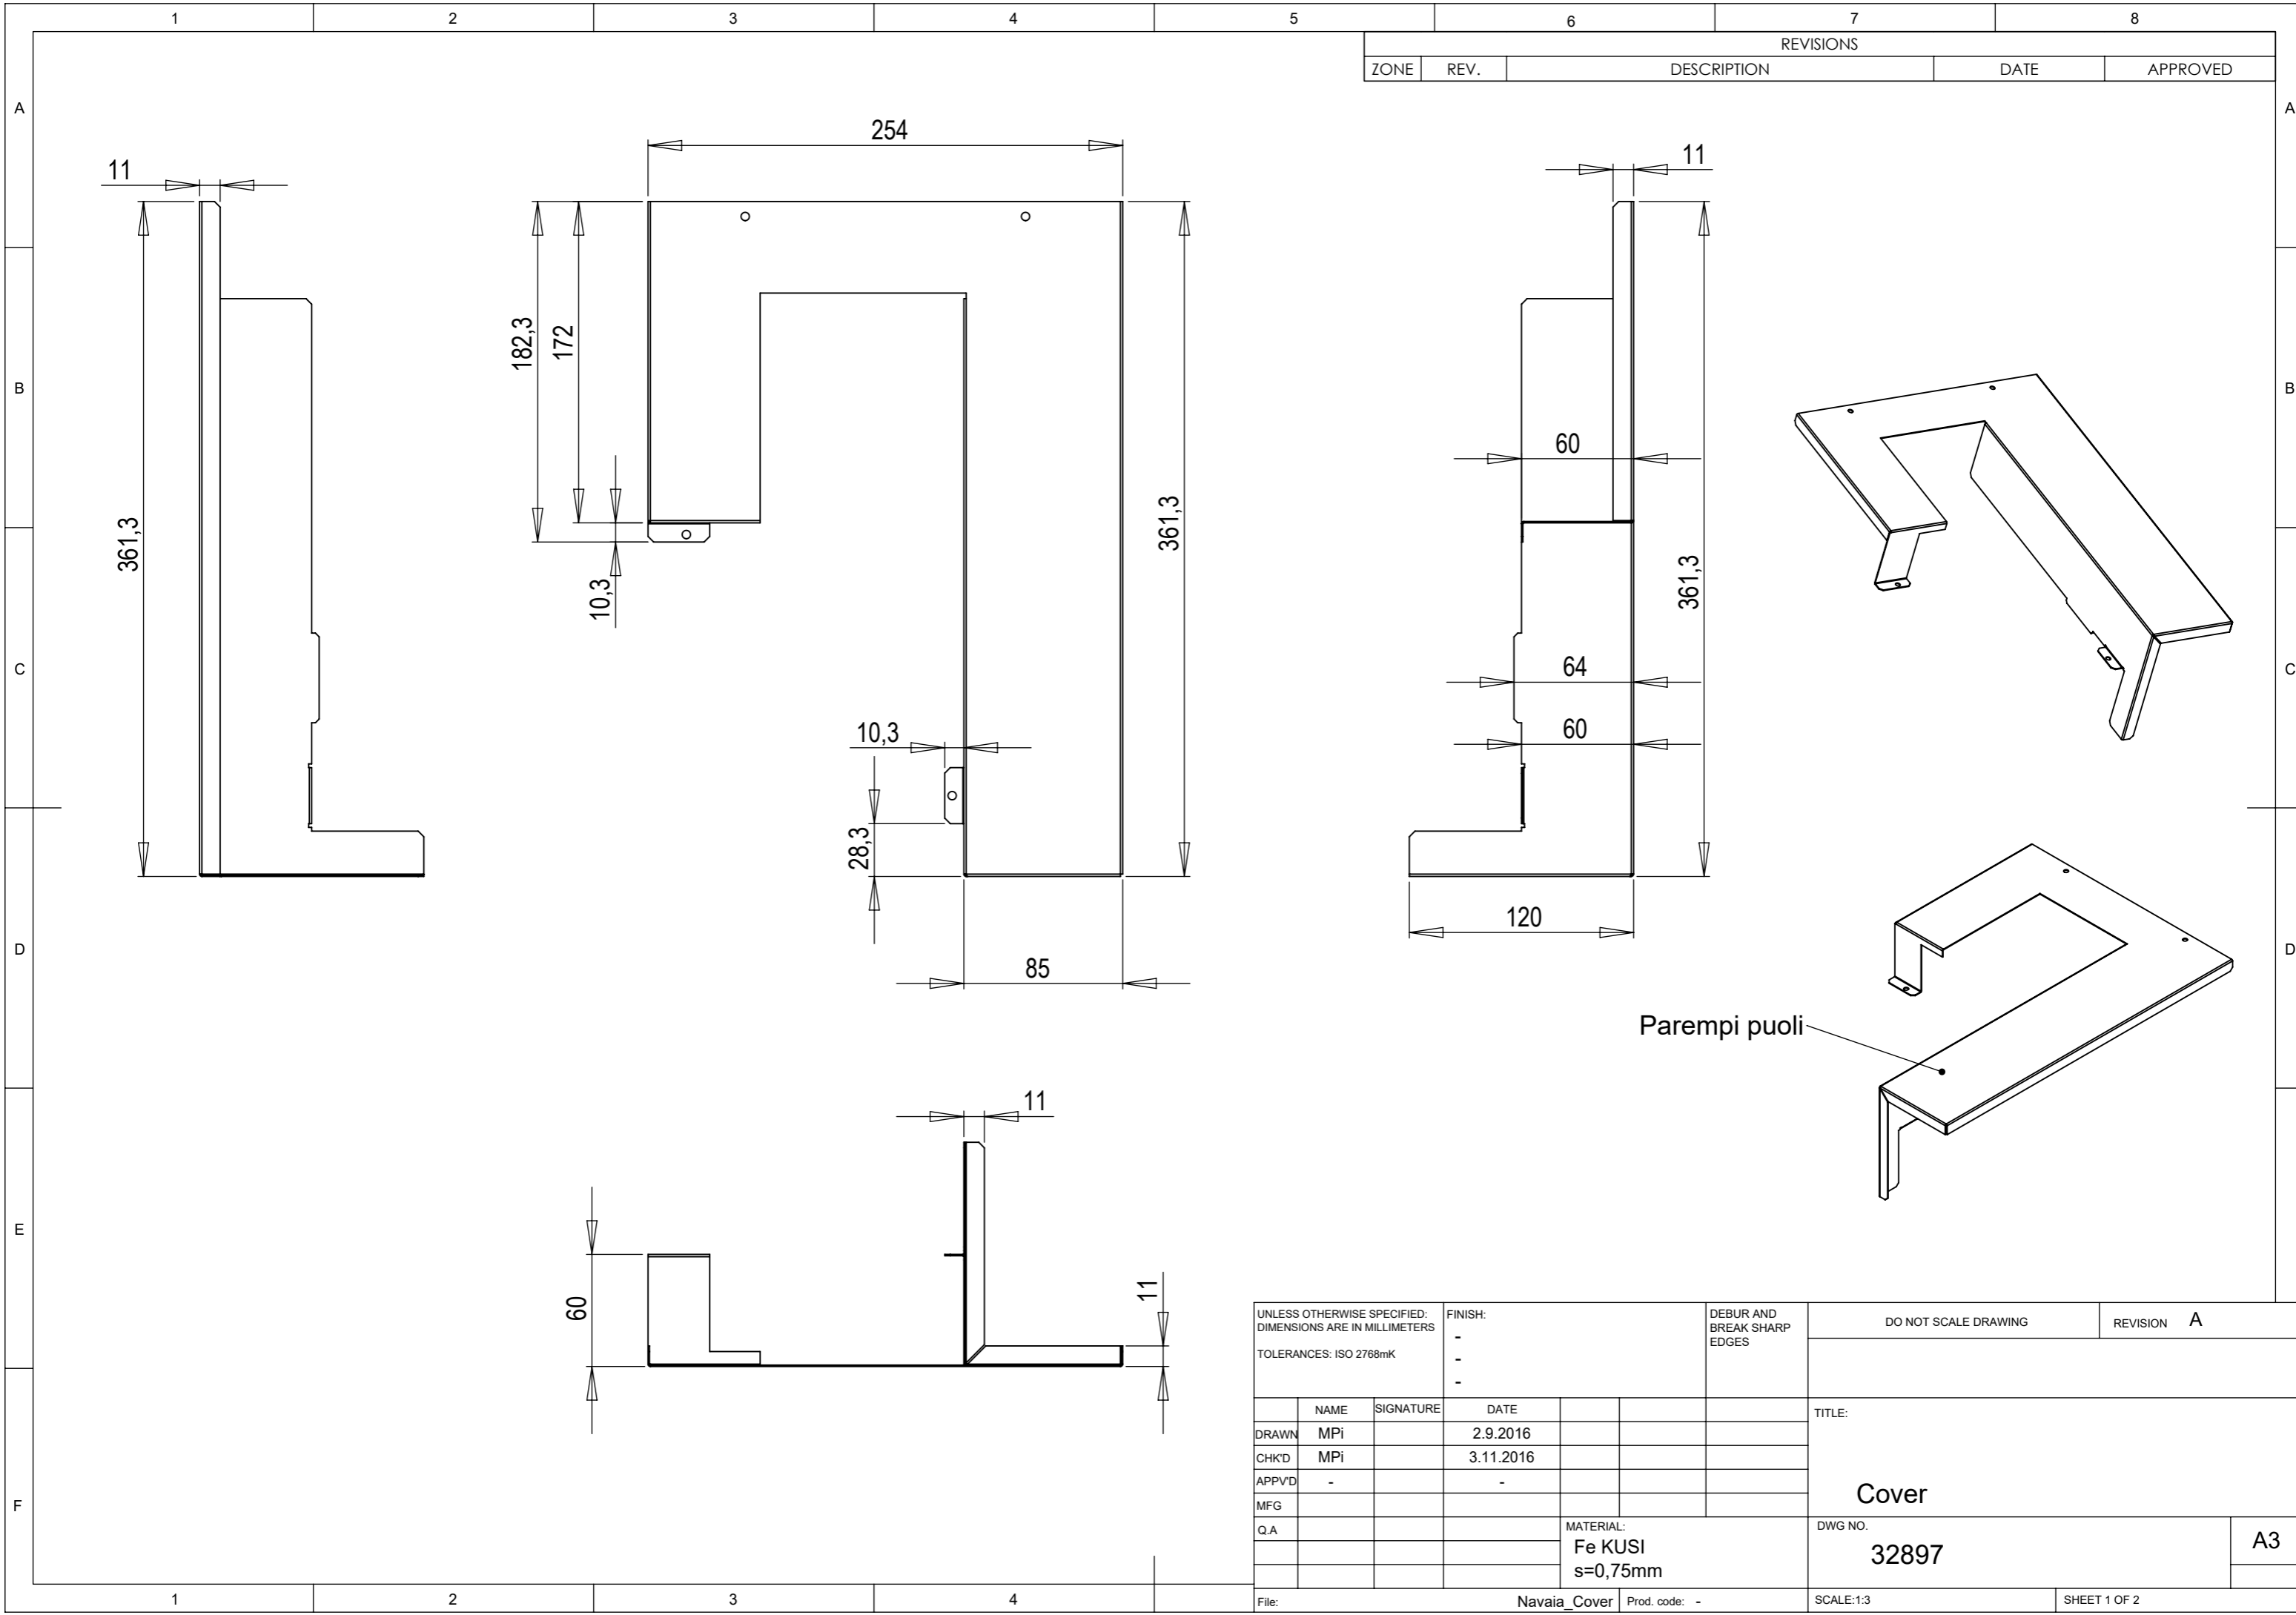 1 2 3 4 5 6 7 8
REVISIONS
ZONE REV. DESCRIPTION DATE APPROVED
A A
254
11 11
182,3
172
361,3
361,3
361,3
10,3
B B
60
64
60
C C
10,3
28,3
120
85
D D
Parempi puoli
11
60
11
E
F
UNLESS OTHERWISE SPECIFIED:
DIMENSIONS ARE IN MILLIMETERS
TOLERANCES: ISO 2768mK
FINISH:
-
-
-
DEBUR AND
BREAK SHARP
EDGES
DO NOT SCALE DRAWING
REVISION A
NAME SIGNATURE DATE
DRAWN MPi 2.9.2016
CHK'D MPi 3.11.2016
APPV'D - -
MFG
Q.A
MATERIAL:
Fe KUSI
s=0,75mm
TITLE:
Cover
DWG NO.
32897
A3
File: Navaia_Cover
Prod. code: -
SCALE:1:3
SHEET 1 OF 2
1 2 3 4